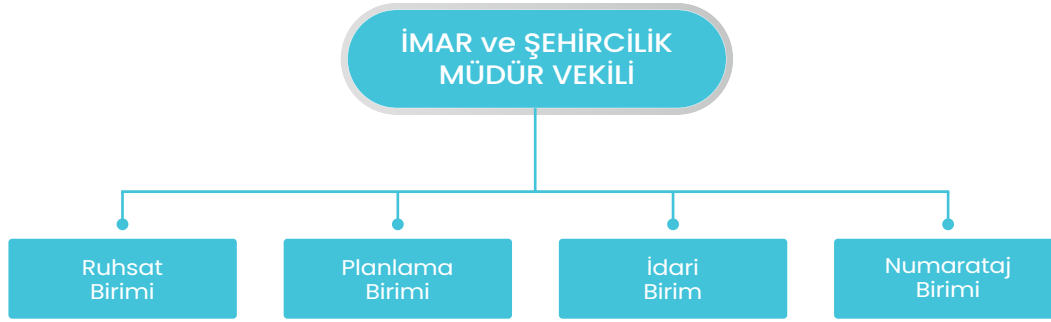 İMAR ve ŞEHİRCİLİK
MÜDÜR VEKİLİ
Ruhsat
Birimi
Planlama
Birimi
İdari
Birim
Numarataj
Birimi